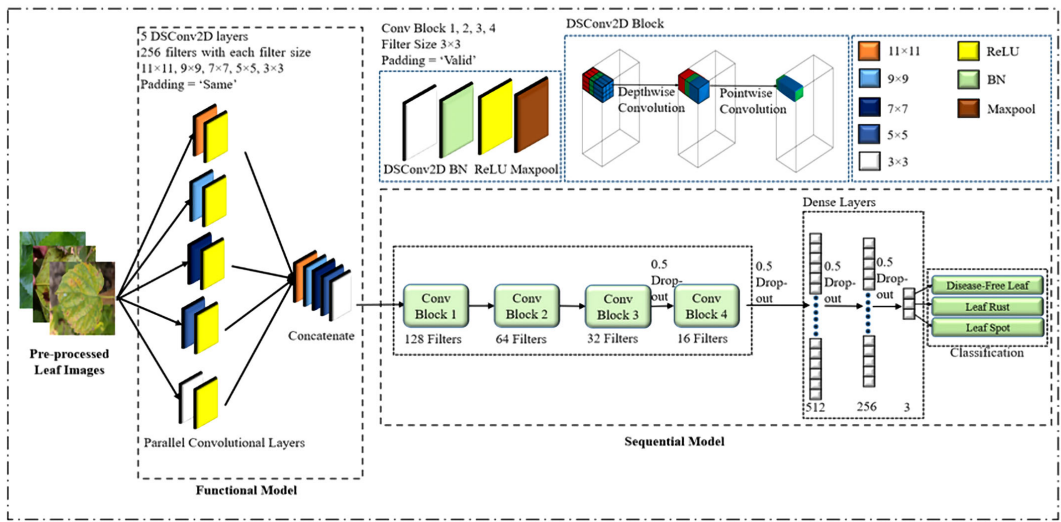 5 DSConv2D layers
256 filters with each filter size
11×11, 9×9, 7×7, 5×5, 3×3
Padding = ‘Same’
Pre-processed
Leaf Images
Parallel Convolutional Layers
Functional Model
Concatenate
Conv Block 1, 2, 3, 4
Filter Size 3×3
Padding = ‘Valid’
DSConv2D BN ReLU Maxpool
DSConv2D Block
Depthwise
Convolution
Pointwise
Convolution
11×11
9×9
7×7
5×5
3×3
ReLU
BN
Maxpool
Conv
Block 1
128 Filters
Conv
Block 2
64 Filters
Conv
Block 3
32 Filters
0.5
Drop-
out
Conv
Block 4
16 Filters
0.5
Drop-
out
Dense Layers
512
0.5
Drop-
out
256
0.5
Drop-
out
3
Disease-Free Leaf
Leaf Rust
Leaf Spot
Classification
Sequential Model